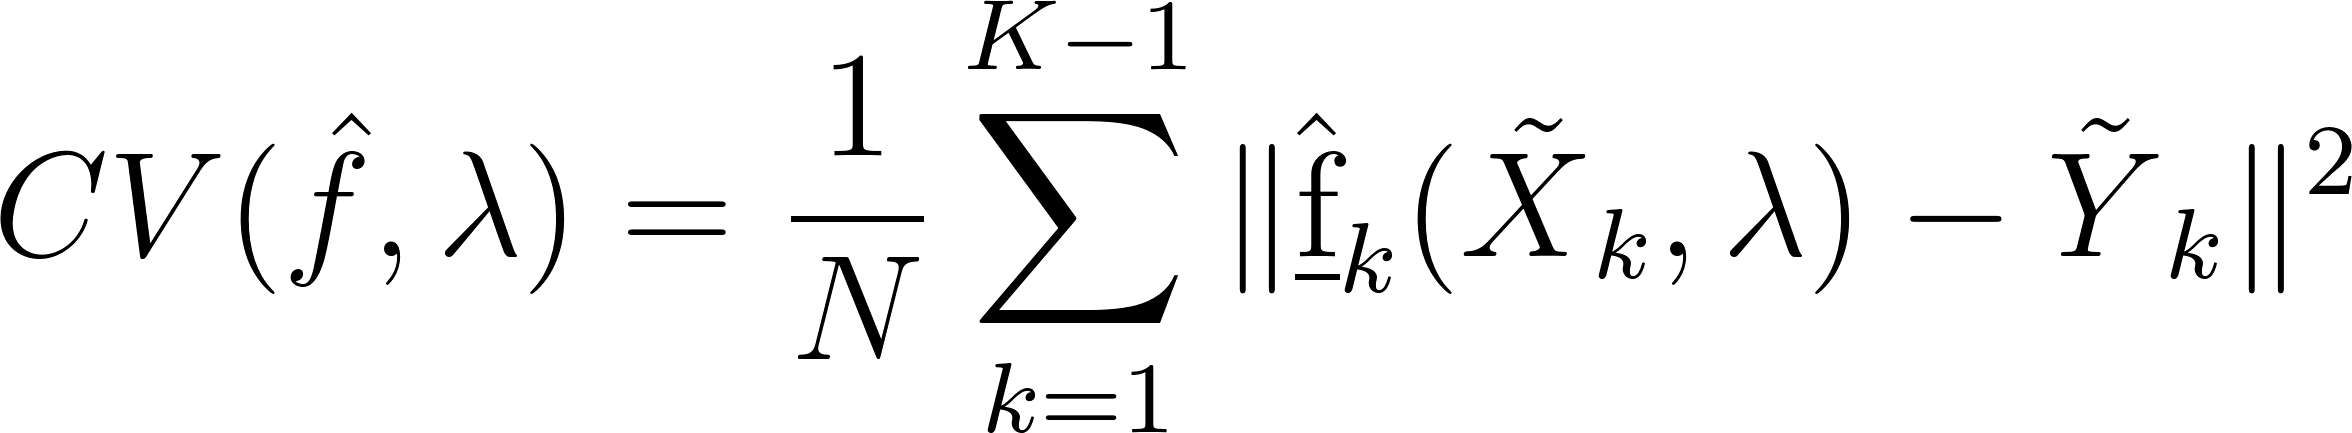 $CV(\hat{f}, \lambda) = \frac{1}{N} \sum_{k=1}^{K-1} \| \underline{\hat{\mathrm{f}}}_k(\tilde{X}_k, \lambda) - \tilde{Y}_k \|^2$